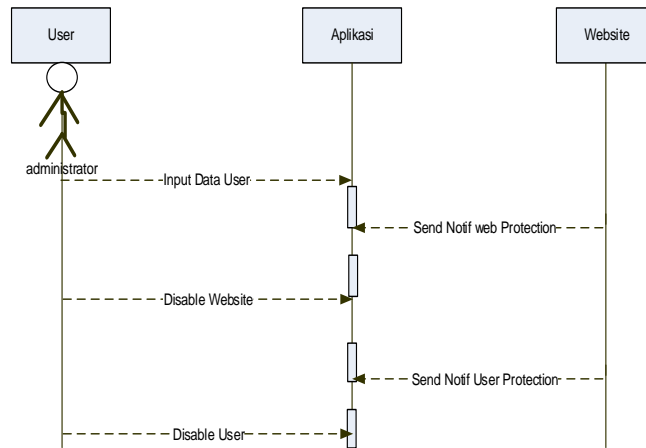 User
Aplikasi
Website
administrator
Input Data User
Send Notif web Protection
Disable Website
Send Notif User Protection
Disable User